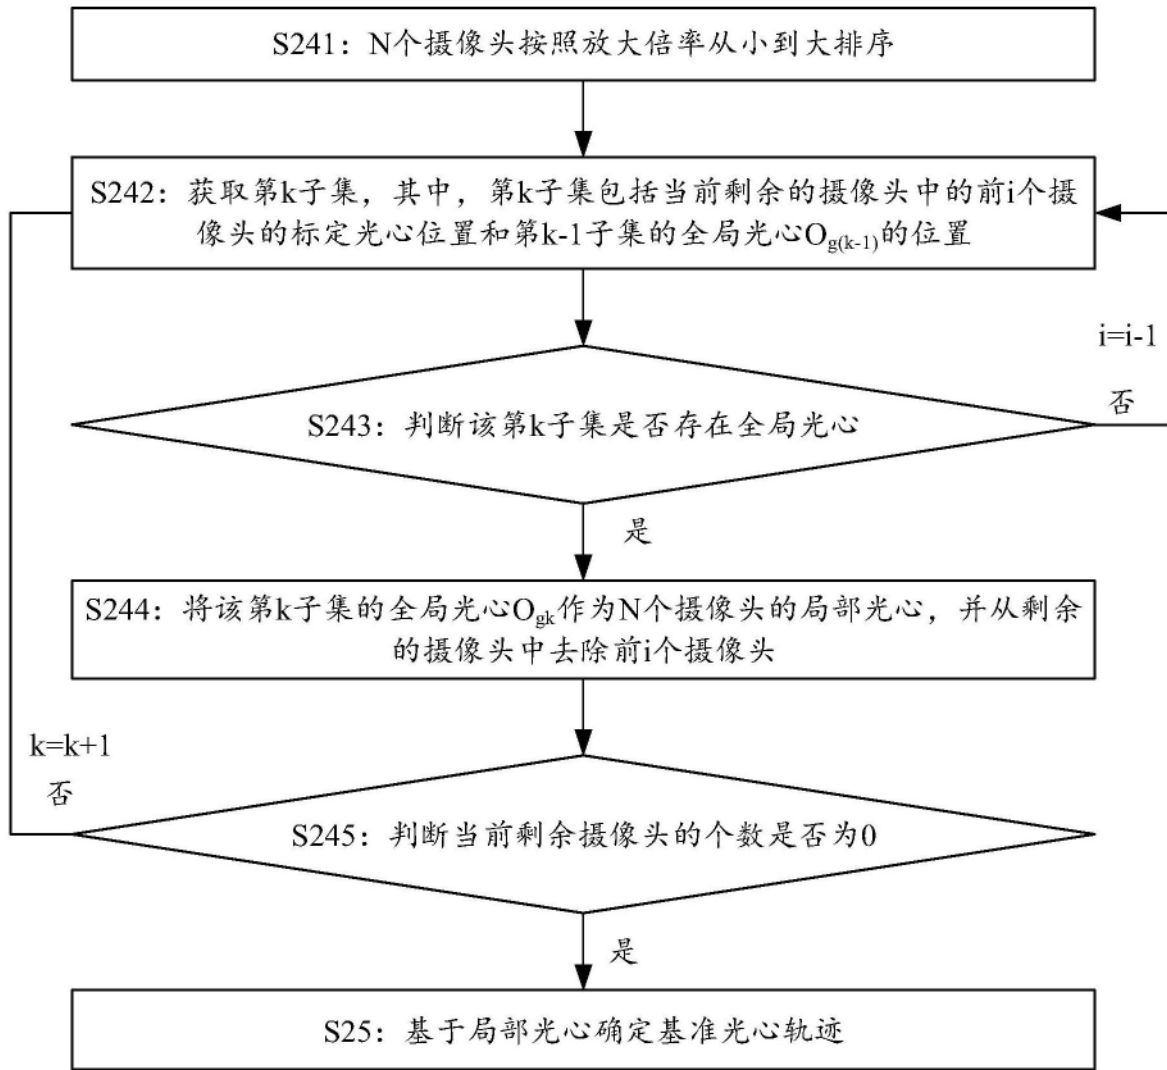 S241：N个摄像头按照放大倍率从小到大排序
S242：获取第k子集，其中，第k子集包括当前剩余的摄像头中的前i个摄
像头的标定光心位置和第k-1子集的全局光心Og(k-1)的位置
i=i-1
否
S243：判断该第k子集是否存在全局光心
是
S244：将该第k子集的全局光心Ogk作为N个摄像头的局部光心，并从剩余
的摄像头中去除前i个摄像头
k=k+1
否
S245：判断当前剩余摄像头的个数是否为0
是
S25：基于局部光心确定基准光心轨迹